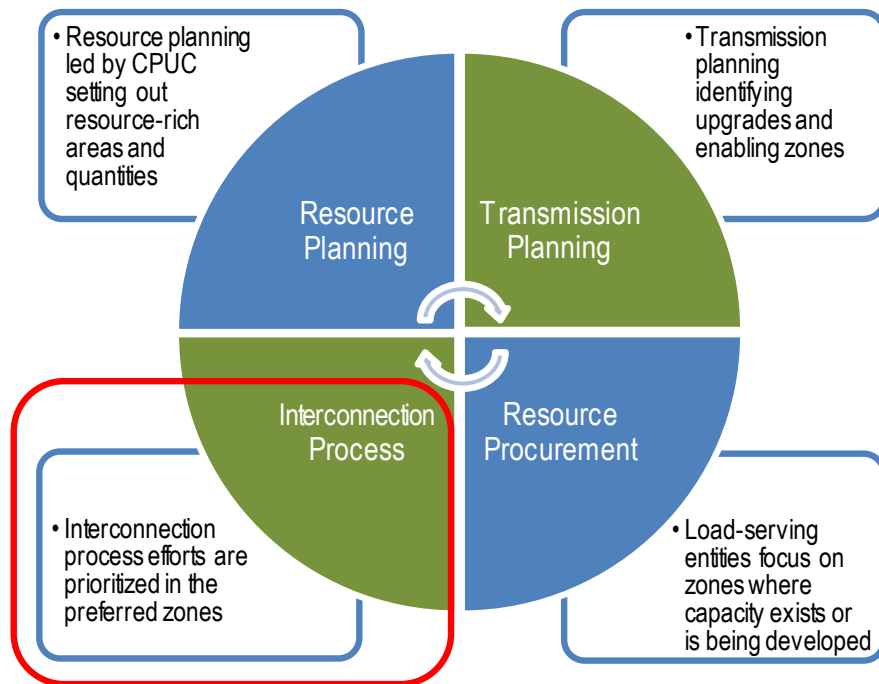 • Resource planning
led by CPUC
setting out
resource-rich
areas and
quantities
• Transmission
planning
identifying
upgrades and
enabling zones
Resource
Planning
Transmission
Planning
Interconnection
Process
Resource
Procurement
• Interconnection
process efforts are
prioritized in the
preferred zones
• Load-serving
entities focus on
zones where
capacity exists or
is being developed